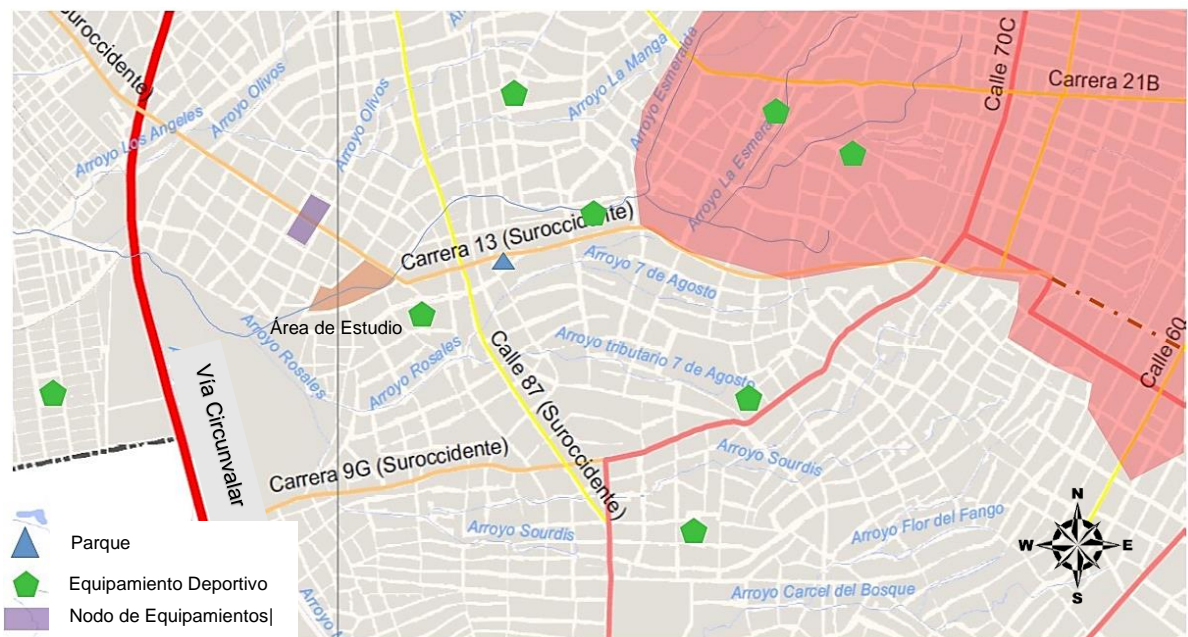 Suroccidente)
Arroyo Los Angeles
Arroyo Olivos
Arroyo Olivos
Arroyo La Manga
Arroyo Esmeralde
Arroyo La Esmera
Calle 70C
Carrera 21B
Carrera 13 (Suroccidente)
Arroyo 7 de Agosto
Área de Estudio
Arroyo Rosales
Arroyo Rosales
Arroyo tributario 7 de Agosto
Calle 87 (Suroccidente)
Calle 60
Vía Circunvalar
Carrera 9G (Suroccidente)
Arroyo Sourdis
Arroyo Sourdis
Arroyo Flor del Fango
Arroyo Carcel del Bosque
N
W
E
S
Parque
Equipamiento Deportivo
Nodo de Equipamientos|